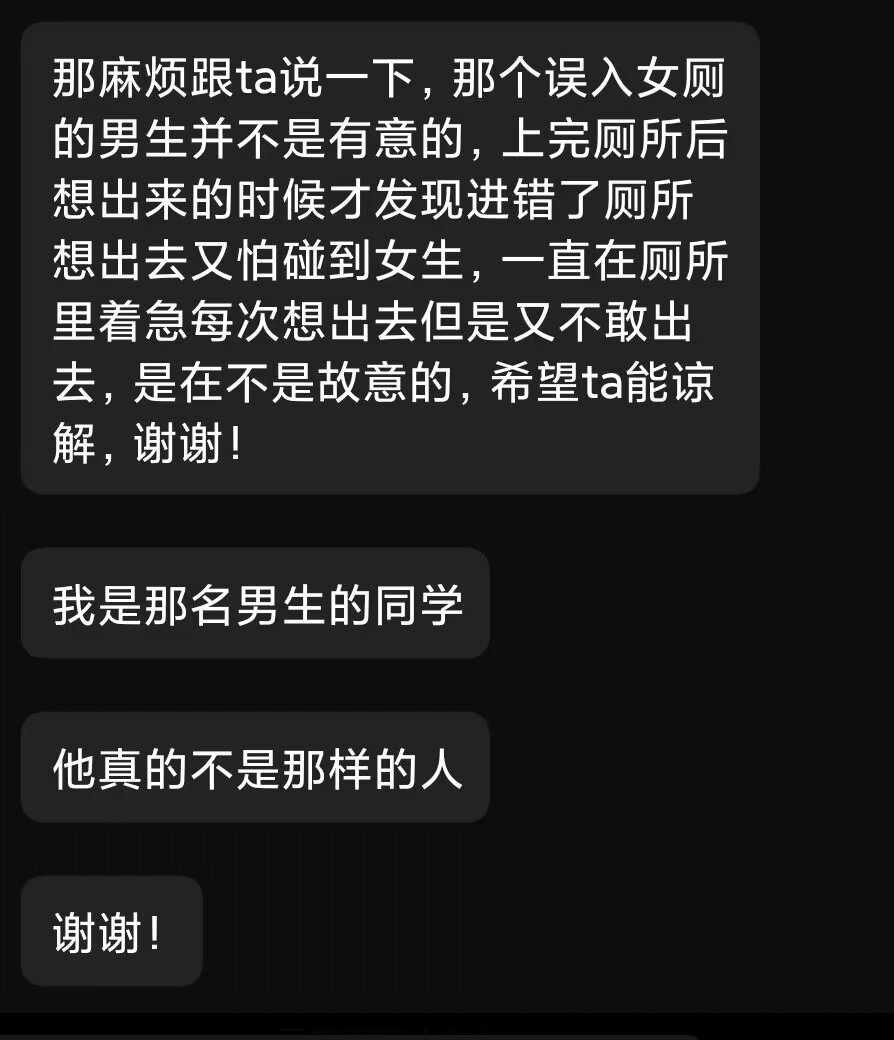 那麻烦跟ta说一下，那个误入女厕
的男生并不是有意的，上完厕所后
想出来的时候才发现进错了厕所
想出去又怕碰到女生，一直在厕所
里着急每次想出去但是又不敢出
去，是在不是故意的，希望ta能谅
解，谢谢！
我是那名男生的同学
他真的不是那样的人
谢谢！